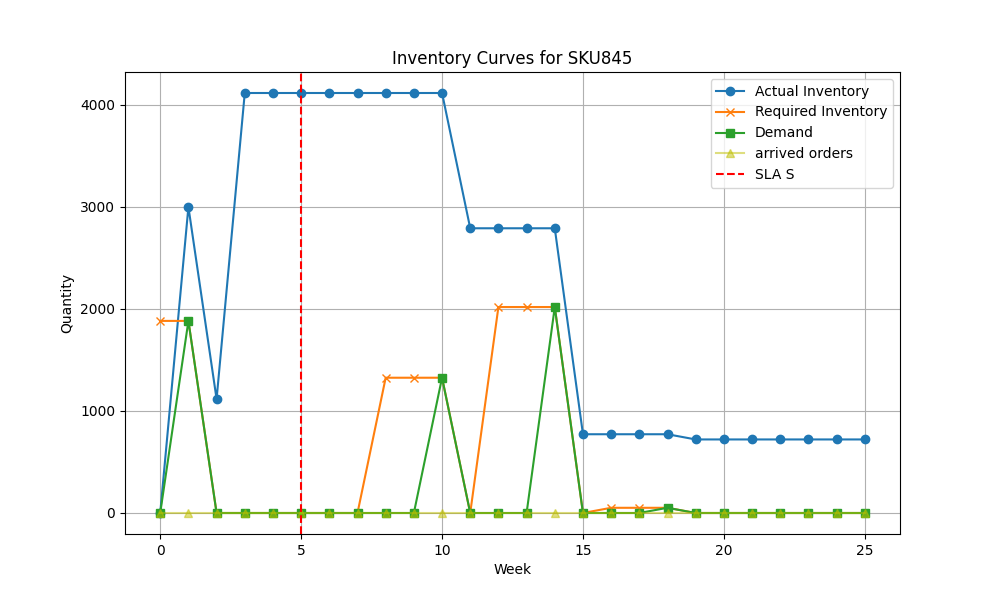 Inventory Curves for SKU845
Actual Inventory
Required Inventory
Demand
arrived orders
SLA S
Quantity
4000
3000
2000
1000
0
0 5 10 15 20 25
Week